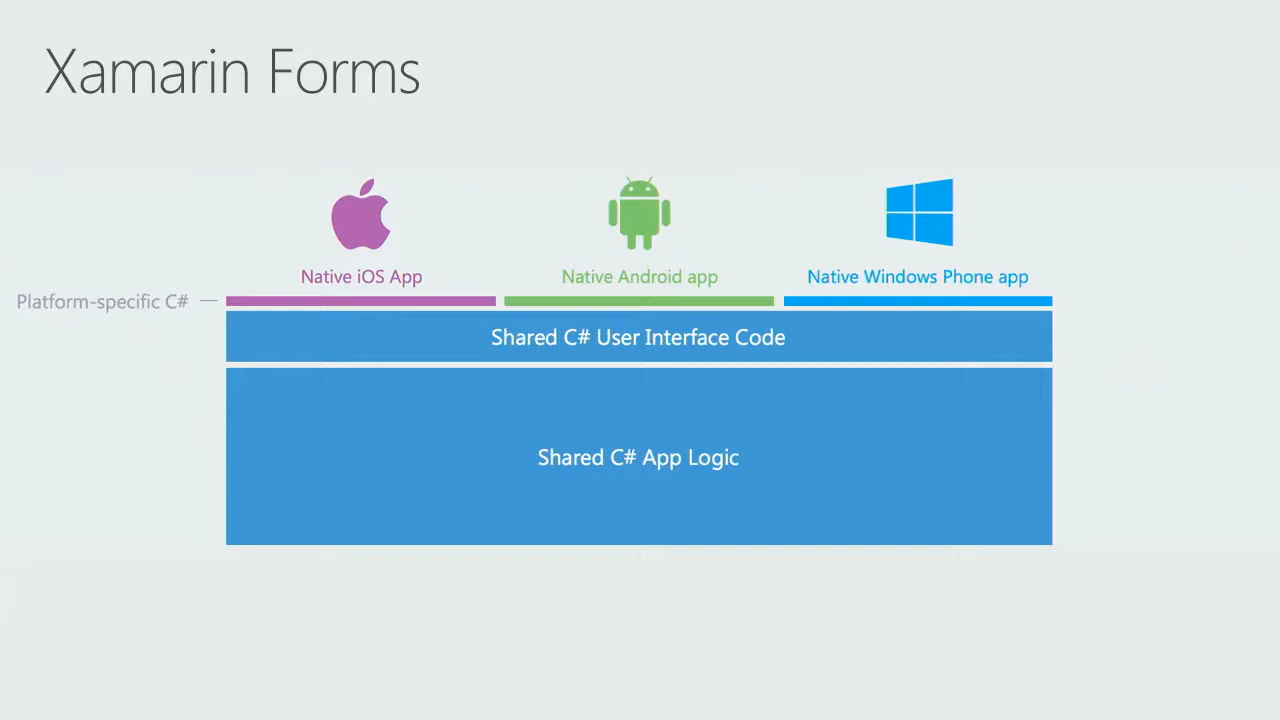 Xamarin Forms
Native iOS App
Native Android app
Native Windows Phone app
Platform-specific C#
Shared C# User Interface Code
Shared C# App Logic